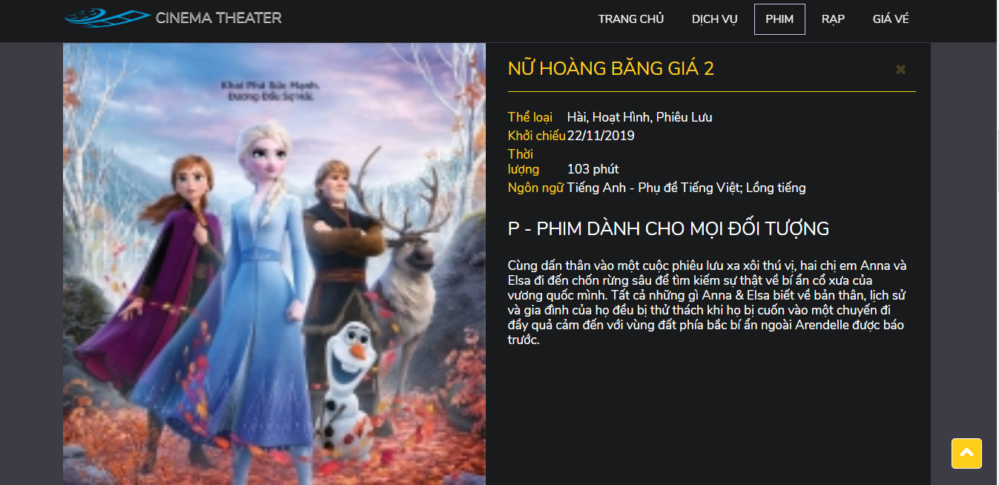 CINEMA THEATER
TRANG CHỦ
DỊCH VỤ
PHIM
RẠP
GIÁ VÉ
Khai Phá Sức Mạnh.
Đương Đầu Sợ Hãi.
NỮ HOÀNG BĂNG GIÁ 2
Thể loại Hài, Hoạt Hình, Phiêu Lưu
Khởi chiếu 22/11/2019
Thời
lượng 103 phút
Ngôn ngữ Tiếng Anh - Phụ đề Tiếng Việt; Lồng tiếng
P - PHIM DÀNH CHO MỌI ĐỐI TƯỢNG
Cùng dấn thân vào một cuộc phiêu lưu xa xôi thú vị, hai chị em Anna và
Elsa đi đến chốn rừng sâu để tìm kiếm sự thật về bí ẩn cổ xưa của
vương quốc mình. Tất cả những gì Anna & Elsa biết về bản thân, lịch sử
và gia đình của họ đều bị thử thách khi họ bị cuốn vào một chuyến đi
đầy quả cảm đến với vùng đất phía bắc bí ẩn ngoài Arendelle được báo
trước.